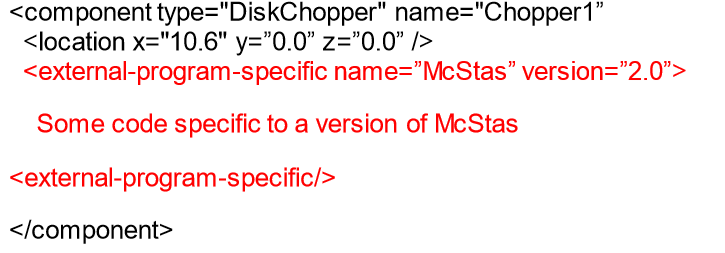 <component type="DiskChopper" name="Chopper1”
<location x="10.6" y=”0.0” z=”0.0” />
<external-program-specific name=”McStas” version=”2.0”>
Some code specific to a version of McStas
<external-program-specific/>
</component>